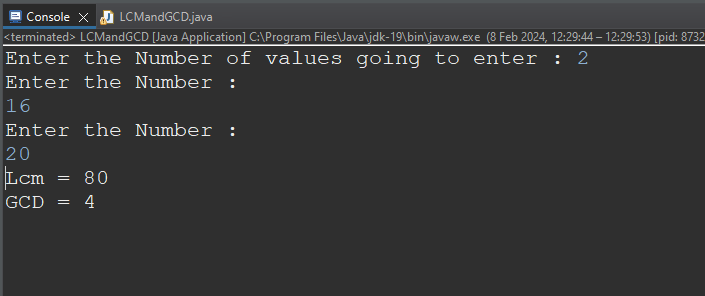 Console LCMandGCD.java
<terminated> LCMandGCD [Java Application] C:\Program Files\Java\jdk-19\bin\javaw.exe (8 Feb 2024, 12:29:44 – 12:29:53) [pid: 8732
Enter the Number of values going to enter : 2
Enter the Number :
16
Enter the Number :
20
Lcm = 80
GCD = 4